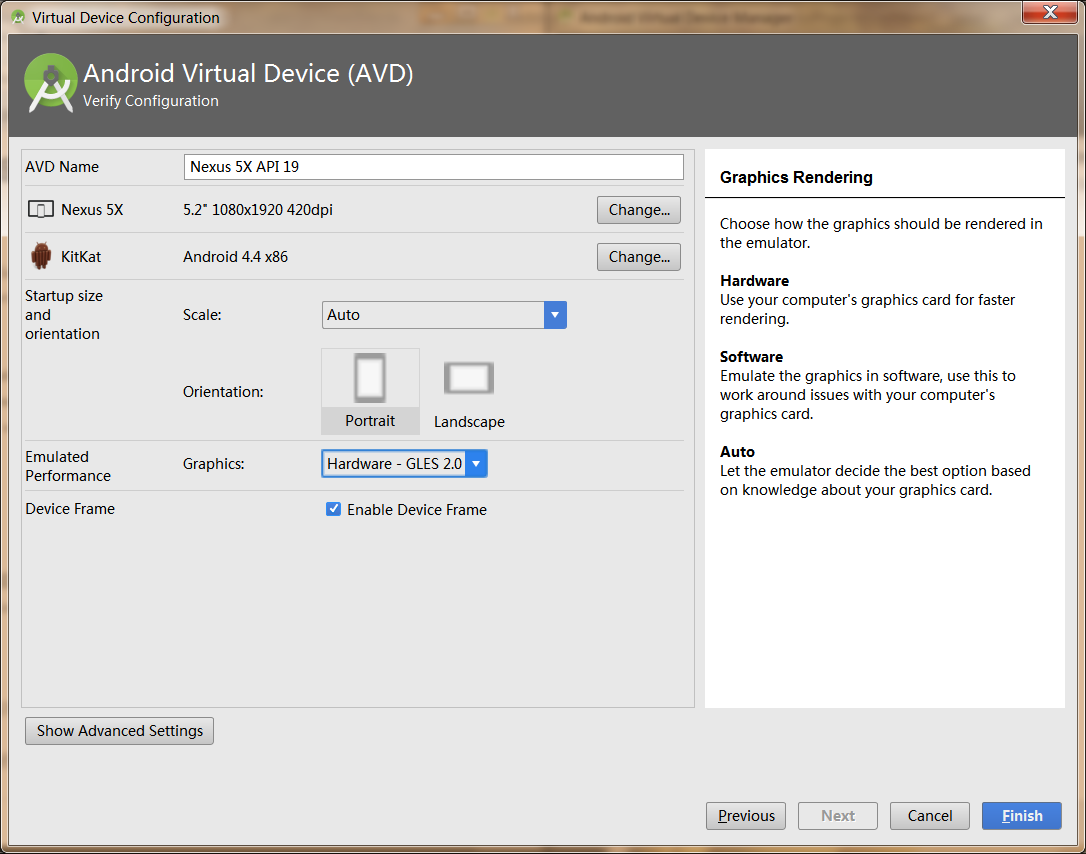 Virtual Device Configuration
Android Virtual Device (AVD)
Verify Configuration
AVD Name
Nexus 5X API 19
Nexus 5X
5.2" 1080x1920 420dpi
Change...
KitKat
Android 4.4 x86
Change...
Startup size
and
orientation
Scale:
Auto
Orientation:
Portrait
Landscape
Emulated
Performance
Graphics:
Hardware - GLES 2.0
Device Frame
Enable Device Frame
Show Advanced Settings
Graphics Rendering
Choose how the graphics should be rendered in
the emulator.
Hardware
Use your computer's graphics card for faster
rendering.
Software
Emulate the graphics in software, use this to
work around issues with your computer's
graphics card.
Auto
Let the emulator decide the best option based
on knowledge about your graphics card.
Previous
Next
Cancel
Finish